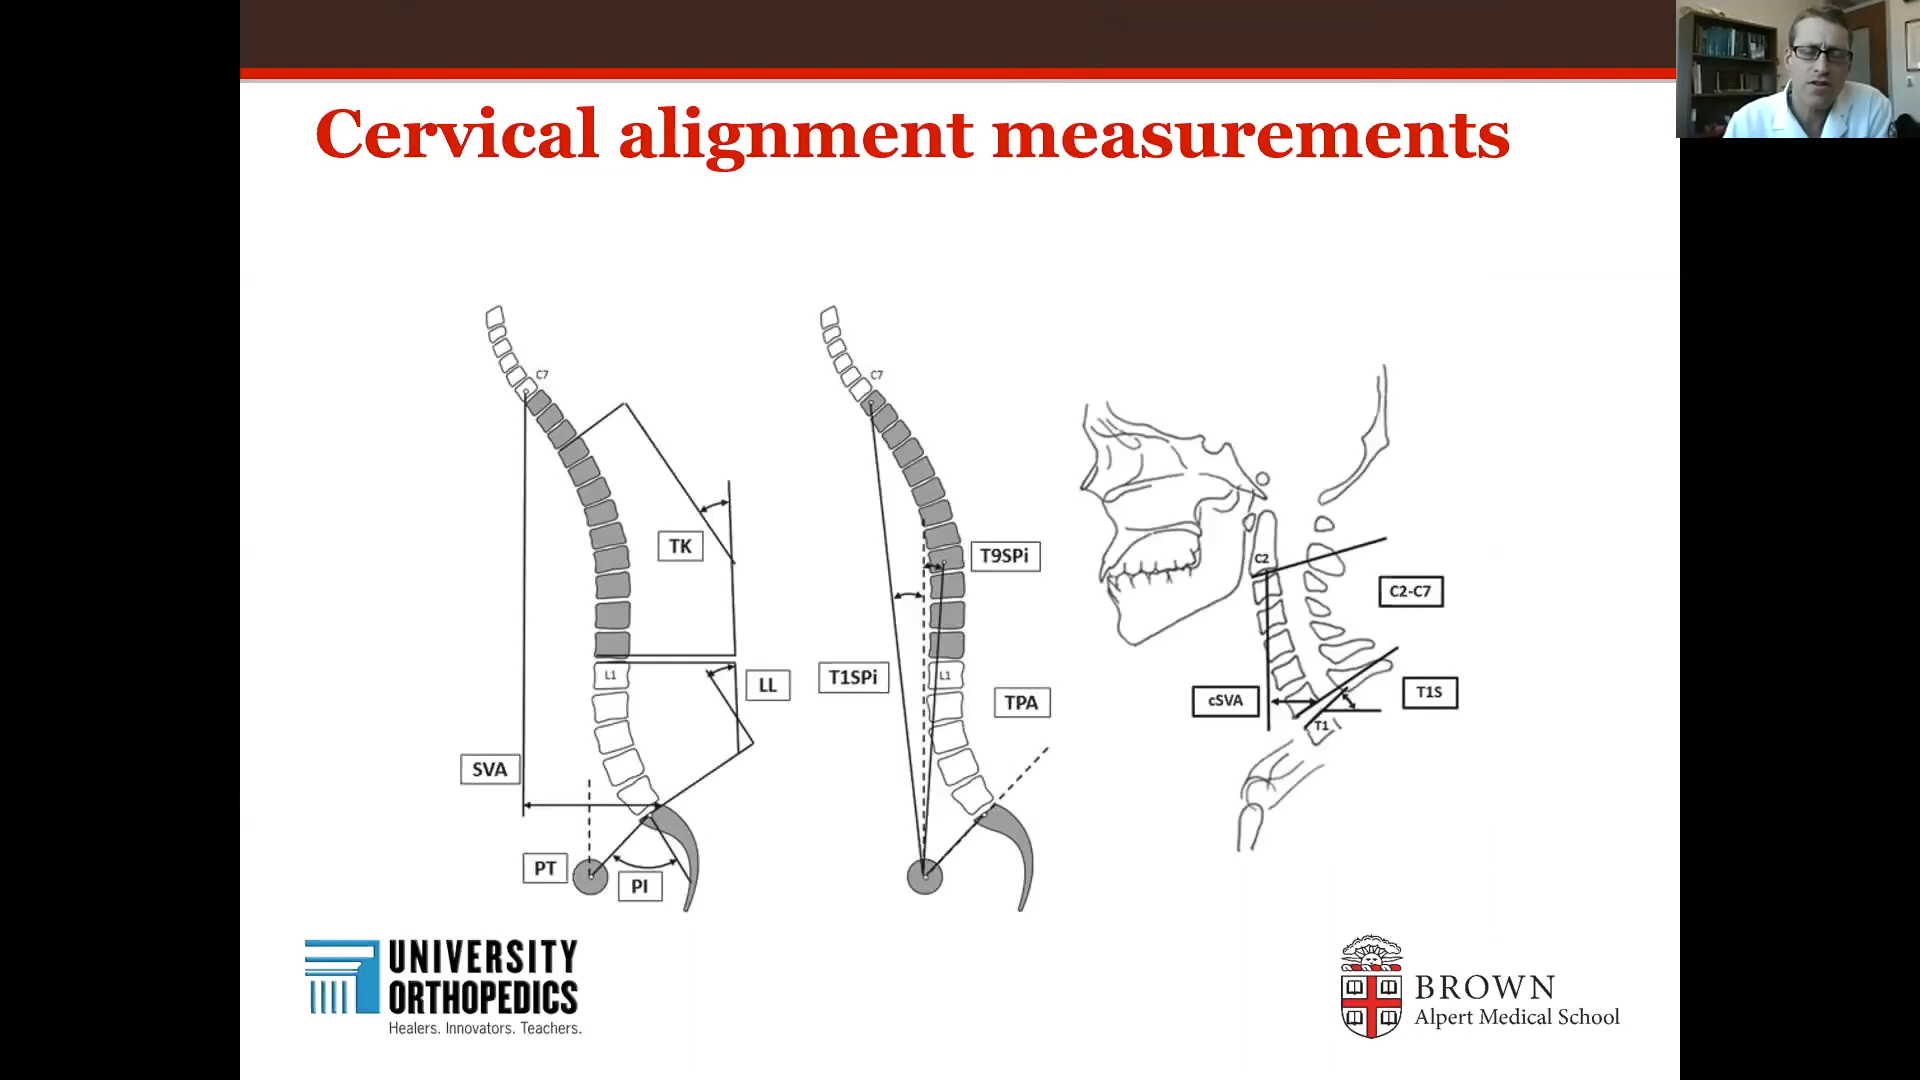 Cervical alignment measurements
C7
TK
L1
LL
SVA
PT
PI
C7
T9SPi
T1SPi
L1
TPA
C2
C2-C7
cSVA
T1S
T1
UNIVERSITY
ORTHOPEDICS
Healers. Innovators. Teachers.
BROWN
Alpert Medical School